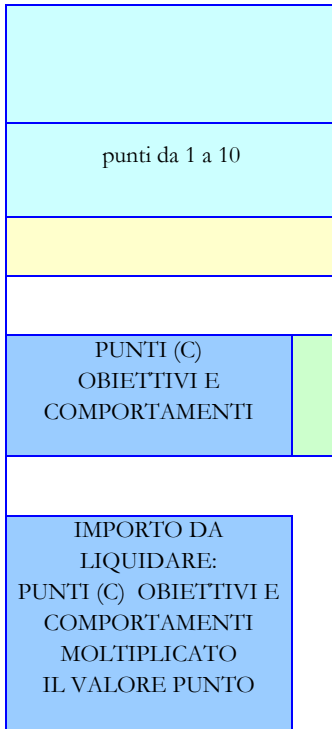 punti da 1 a 10
PUNTI (C)
OBIETTIVI E
COMPORTAMENTI
IMPORTO DA
LIQUIDARE:
PUNTI (C) OBIETTIVI E
COMPORTAMENTI
MOLTIPLICATO
IL VALORE PUNTO